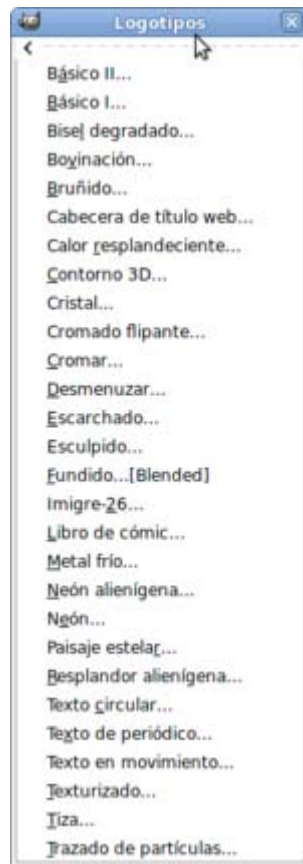 Logotipos
Básico II...
Básico I...
Bisel degradado...
Bovinación...
Bruñido...
Cabecera de título web...
Calor resplandeciente...
Contorno 3D...
Cristal...
Cromado flipante...
Cromar...
Desmenuzar...
Escarchado...
Esculpido...
Fundido...[Blended]
Imigre-26...
Libro de cómic...
Metal frío...
Neón alienígena...
Neón...
Paisaje estelar...
Resplandor alienígena...
Texto circular...
Texto de periódico...
Texto en movimiento...
Texturizado...
Tiza...
Trazado de partículas...